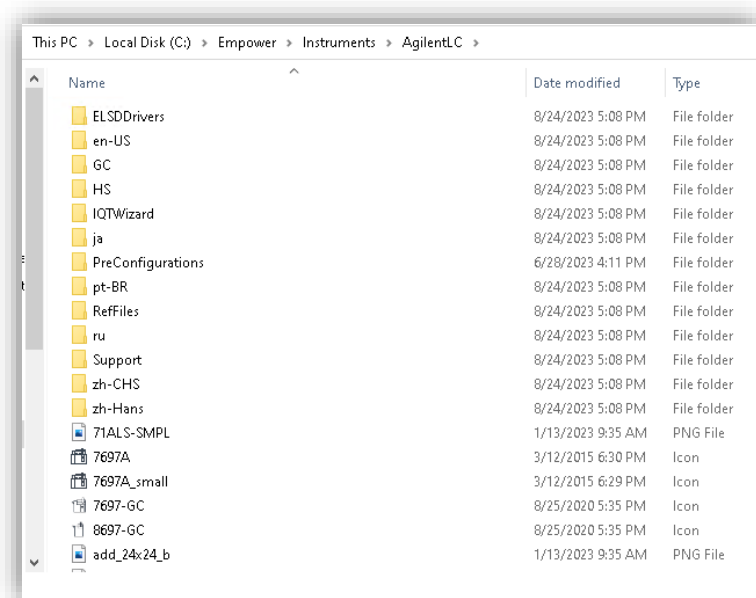 This PC > Local Disk (C:) > Empower > Instruments > AgilentLC >
Name Date modified Type
ELSDDrivers 8/24/2023 5:08 PM File folder
en-US 8/24/2023 5:08 PM File folder
GC 8/24/2023 5:08 PM File folder
HS 8/24/2023 5:08 PM File folder
IQTWizard 8/24/2023 5:08 PM File folder
ja 8/24/2023 5:08 PM File folder
PreConfigurations 6/28/2023 4:11 PM File folder
pt-BR 8/24/2023 5:08 PM File folder
RefFiles 8/24/2023 5:08 PM File folder
ru 8/24/2023 5:08 PM File folder
Support 8/24/2023 5:08 PM File folder
zh-CHS 8/24/2023 5:08 PM File folder
zh-Hans 8/24/2023 5:08 PM File folder
71ALS-SMPL 1/13/2023 9:35 AM PNG File
7697A 3/12/2015 6:30 PM Icon
7697A_small 3/12/2015 6:29 PM Icon
7697-GC 8/25/2020 5:35 PM Icon
8697-GC 8/25/2020 5:35 PM Icon
add_24x24_b 1/13/2023 9:35 AM PNG File